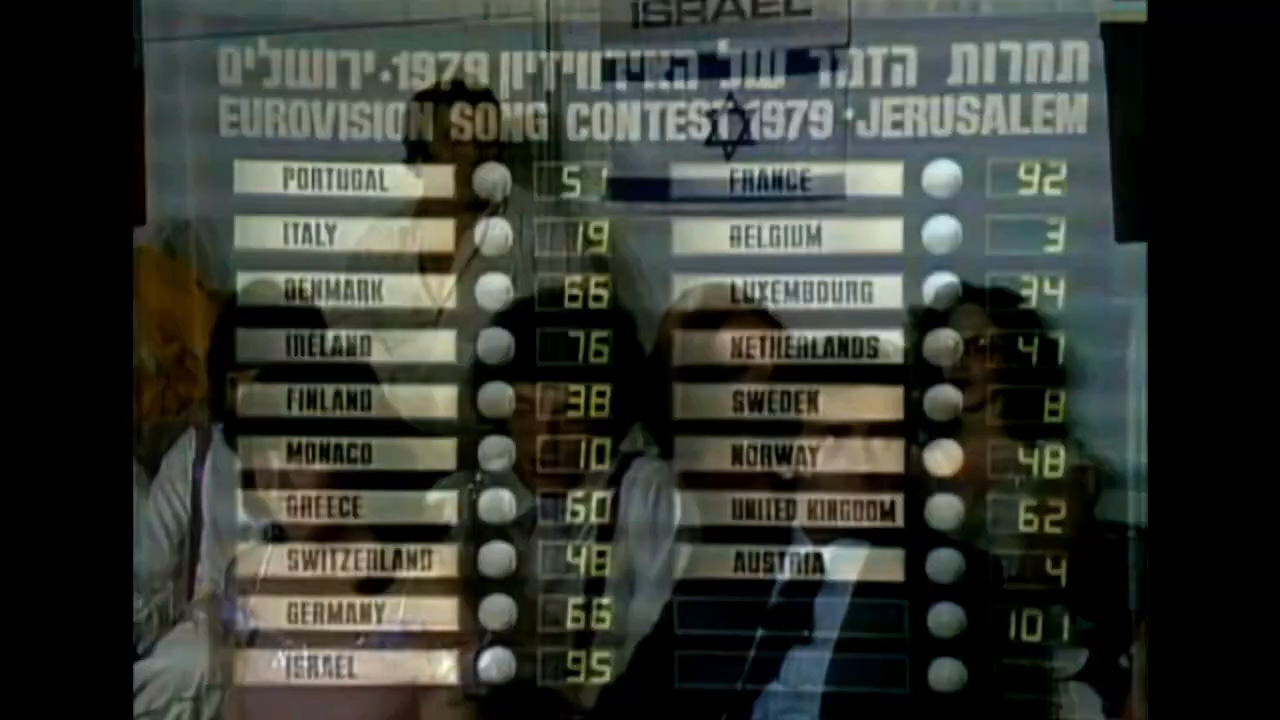 ISRAEL
תחרות הזמר של האירוויזיון 1979·ירושלים
EUROVISION SONG CONTEST 1979·JERUSALEM
PORTUGAL 51
ITALY 19
DENMARK 66
IRELAND 76
FINLAND 38
MONACO 10
GREECE 60
SWITZERLAND 48
GERMANY 66
ISRAEL 95
FRANCE 92
BELGIUM 3
LUXEMBOURG 34
NETHERLANDS 47
SWEDEN 8
NORWAY 48
UNITED KINGDOM 62
AUSTRIA 4
101